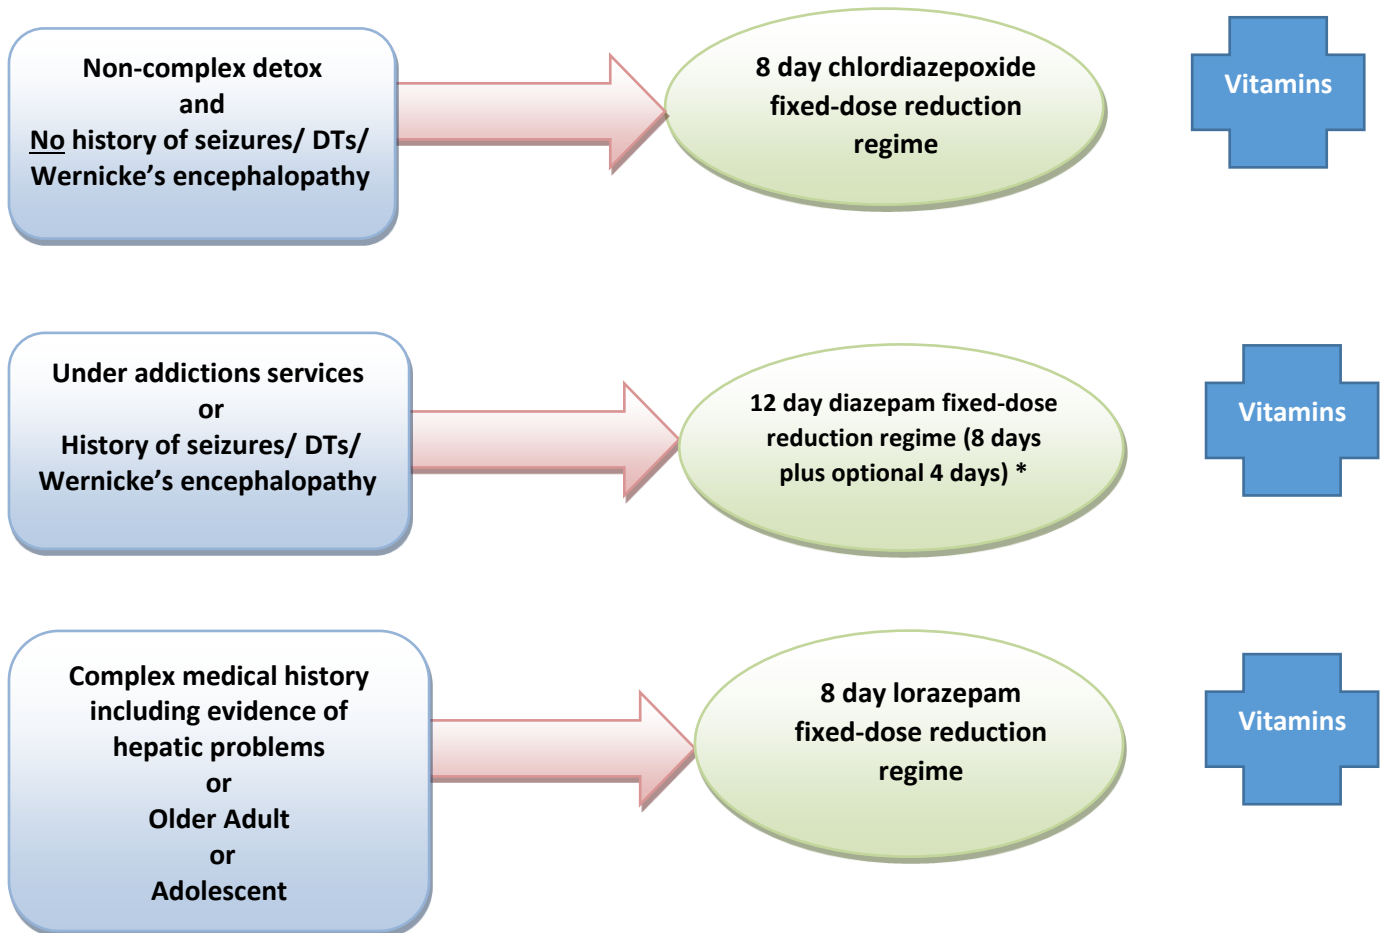 Non-complex detox
and
No history of seizures/ DTs/
Wernicke's encephalopathy
8 day chlordiazepoxide
fixed-dose reduction
regime
Vitamins
Under addictions services
or
History of seizures/ DTs/
Wernicke's encephalopathy
12 day diazepam fixed-dose
reduction regime (8 days
plus optional 4 days) *
Vitamins
Complex medical history
including evidence of
hepatic problems
or
Older Adult
or
Adolescent
8 day lorazepam
fixed-dose reduction
regime
Vitamins